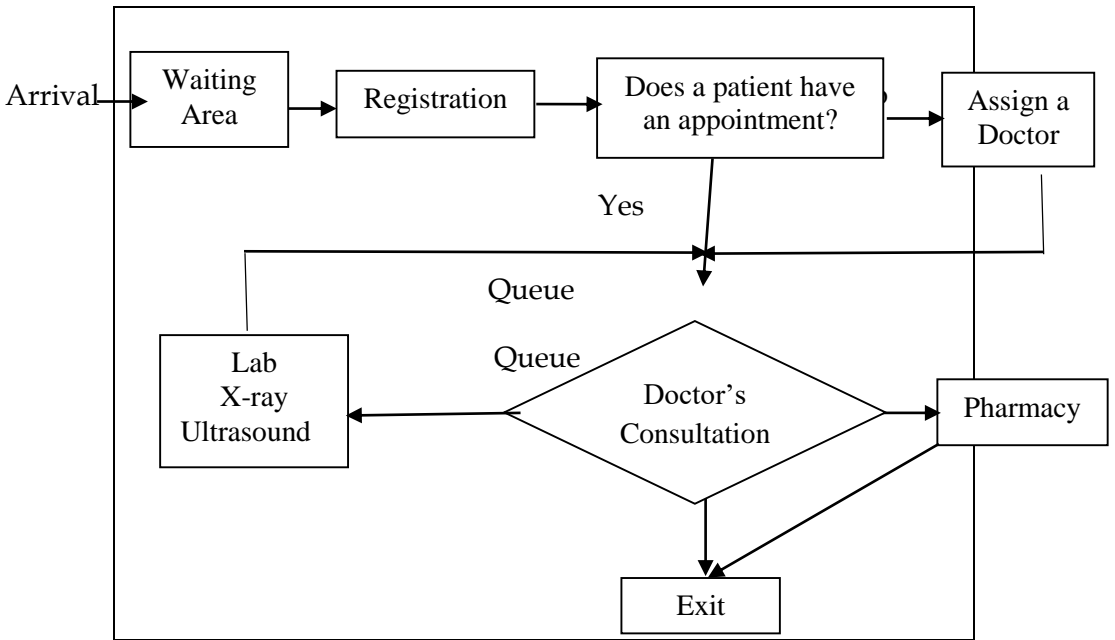 Arrival
Waiting
Area
Registration
Does a patient have
an appointment?
Assign a
Doctor
Yes
Queue
Queue
Lab
X-ray
Ultrasound
Doctor’s
Consultation
Pharmacy
Exit